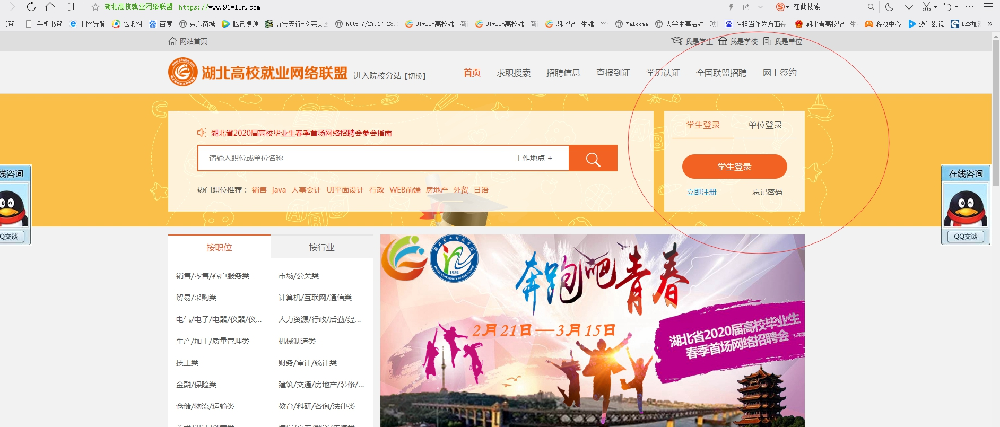 湖北高校就业网络联盟 https://www.91wllm.com 在此搜索
书签 手机书签 上网导航 腾讯网 百度 京东商城 腾讯视频 寻宝天行-《完美国 http://27.17.28. 91wllm高校就业智 91wllm高校就业智 湖北毕业生就业网 Welcome 大学生基层就业项 在担当作为方面存 湖北省高校毕业生 游戏中心 热门影视 DES加密
网站首页 我是学生 我是学校 我是单位
www.91wllm.com
湖北高校就业网络联盟 进入院校分站【切换】 首页 求职搜索 招聘信息 查报到证 学历认证 全国联盟招聘 网上签约
湖北省2020届高校毕业生春季首场网络招聘会参会指南
请输入职位或单位名称 工作地点 +
热门职位推荐： 销售 java 人事会计 UI平面设计 行政 WEB前端 房地产 外贸 日语
学生登录 单位登录
学生登录
立即注册 忘记密码
线咨询
Q交谈
在线咨询
QQ交谈
按职位 按行业
销售/零售/客户服务类 市场/公关类
贸易/采购类 计算机/互联网/通信类
电气/电子/电器/仪器/仪... 人力资源/行政/后勤/经...
生产/加工/质量管理类 机械制造类
技工类 财务/审计/统计类
金融/保险类 建筑/交通/房地产/装修/...
仓储/物流/运输类 教育/科研/咨询/法律类
湖北第二师范学院
1931
HUBEI UNIVERSITY OF EDUCATION
奔跑吧青春
2月21日—3月15日
湖北省2020届高校毕业生
春季首场网络招聘会